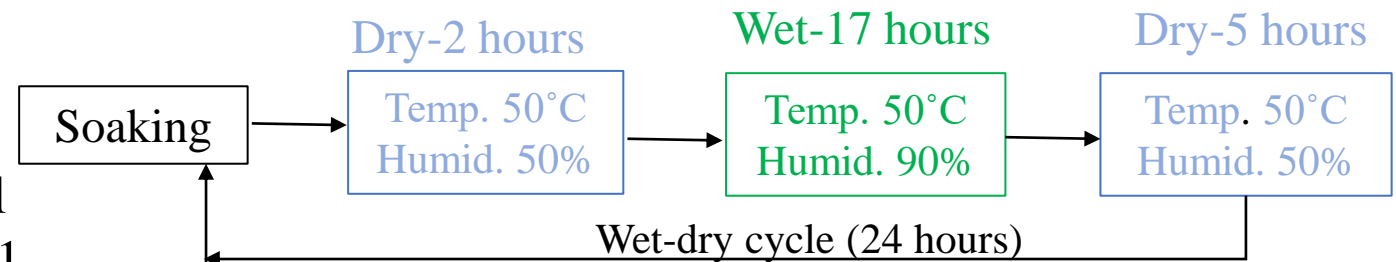 Dry-2 hours
Wet-17 hours
Dry-5 hours
Soaking
Temp. 50˚C
Humid. 50%
Temp. 50˚C
Humid. 90%
Temp. 50˚C
Humid. 50%
Wet-dry cycle (24 hours)